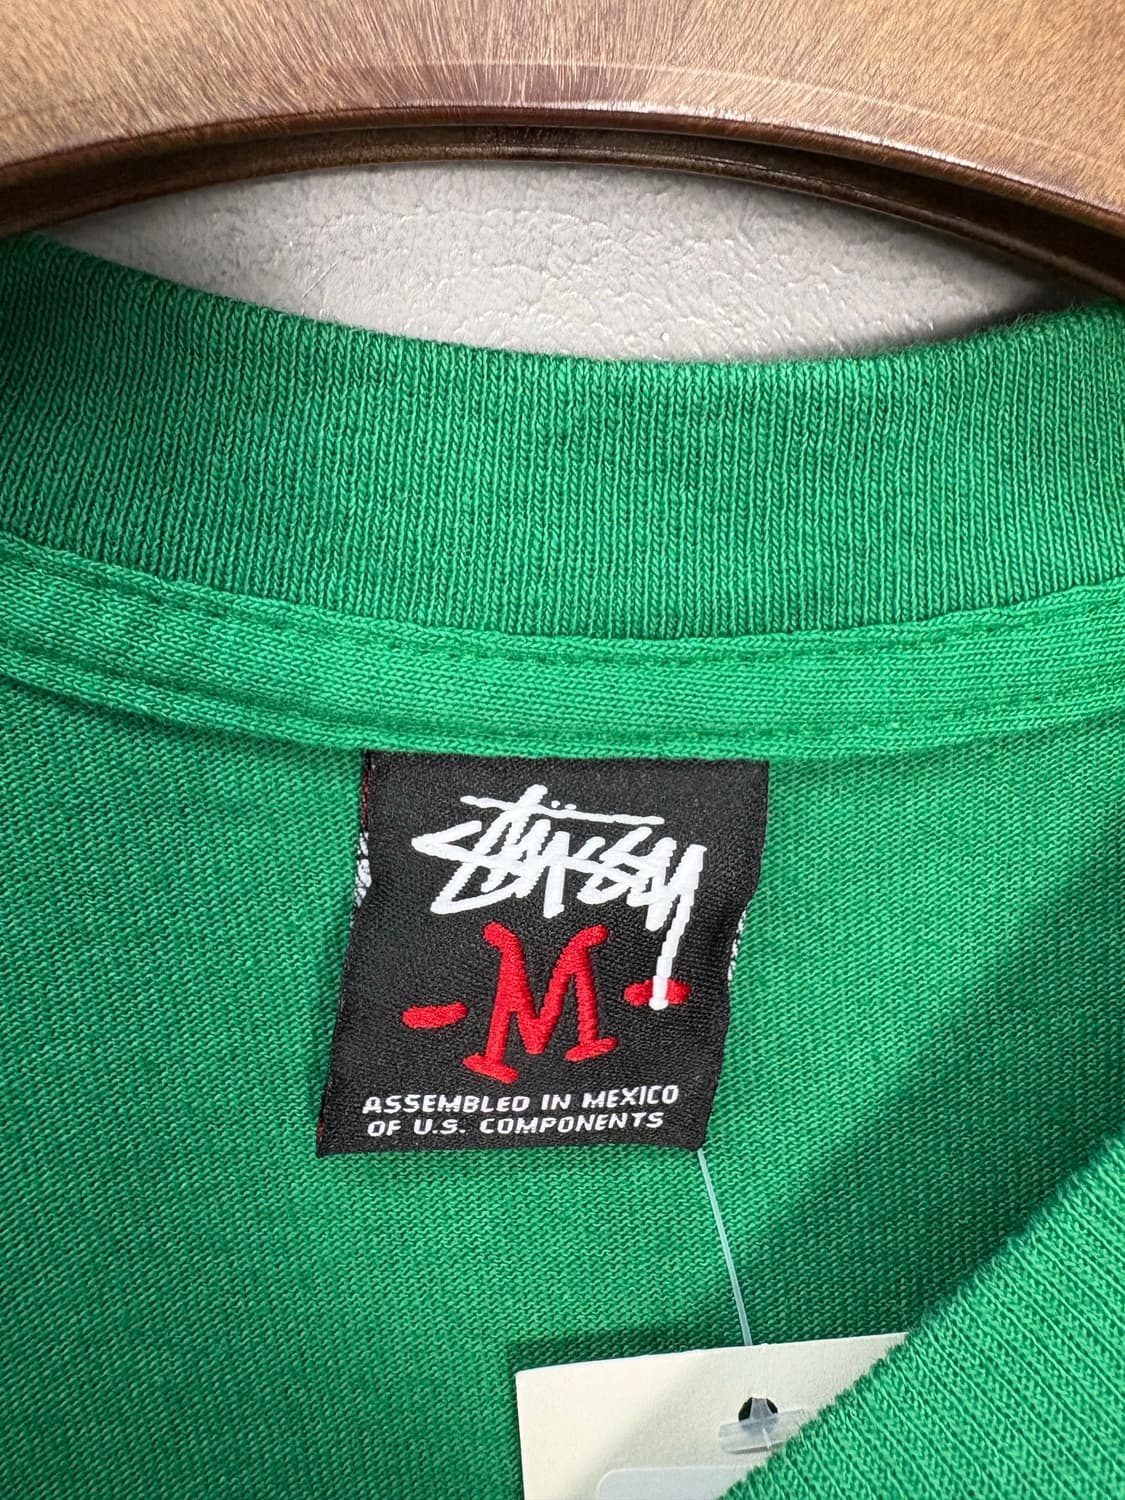 STÜSSY
- M -
ASSEMBLED IN MEXICO
OF U.S. COMPONENTS